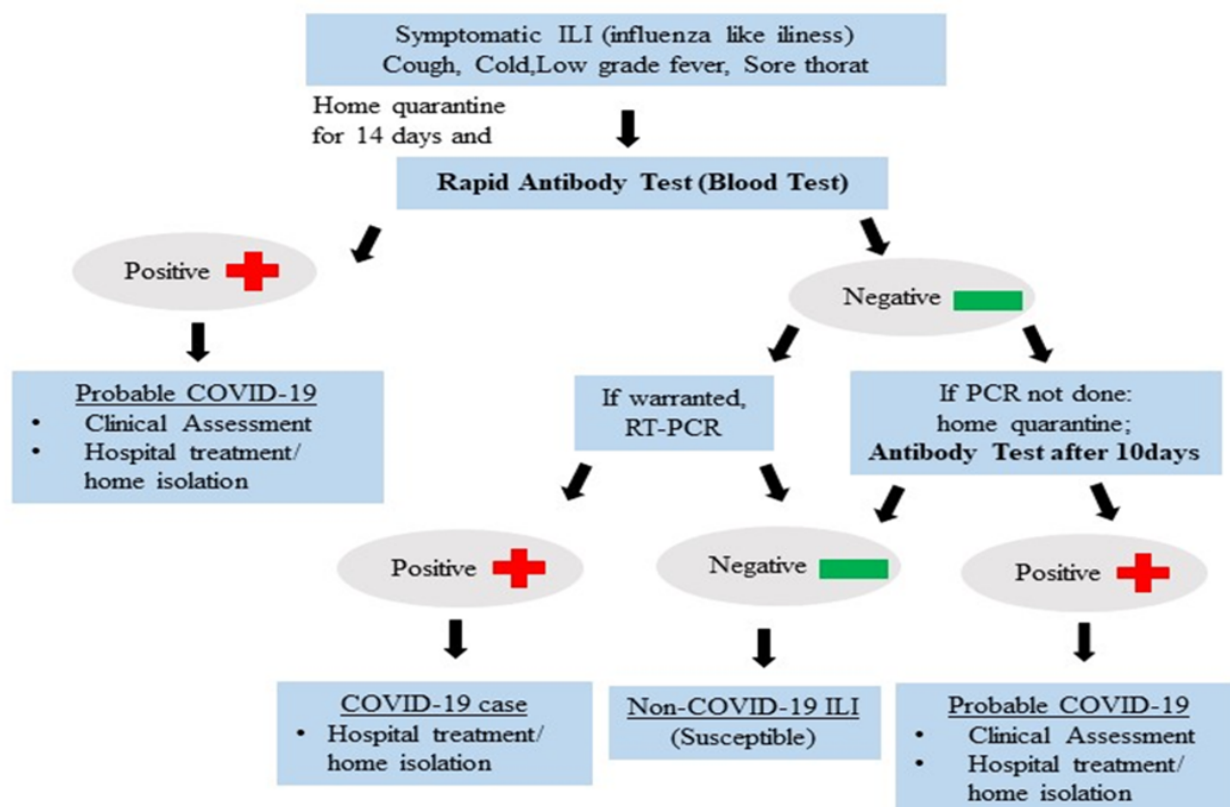 Symptomatic ILI (influenza like iliness)
Cough, Cold,Low grade fever, Sore thorat
Home quarantine
for 14 days and
Rapid Antibody Test (Blood Test)
Positive
Negative
Probable COVID-19
• Clinical Assessment
• Hospital treatment/
home isolation
If warranted,
RT-PCR
If PCR not done:
home quarantine;
Antibody Test after 10days
Positive
Negative
Positive
COVID-19 case
• Hospital treatment/
home isolation
Non-COVID-19 ILI
(Susceptible)
Probable COVID-19
• Clinical Assessment
• Hospital treatment/
home isolation